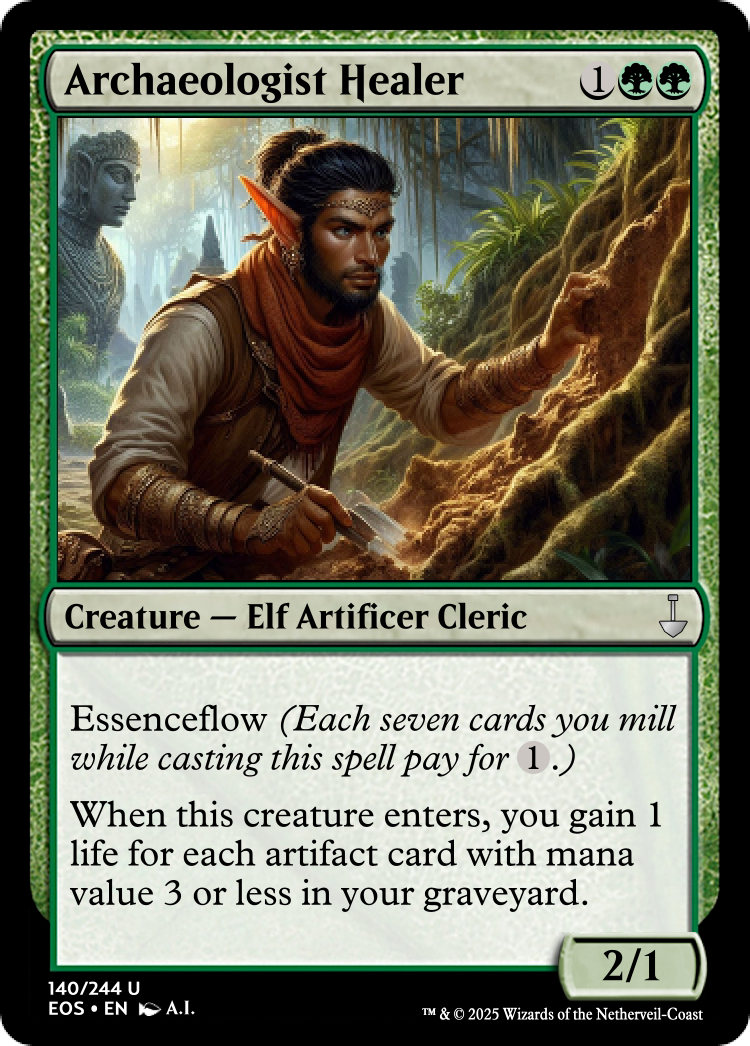 Archaeologist Healer 1
Creature — Elf Artificer Cleric
Essenceflow (Each seven cards you mill
while casting this spell pay for 1.)
When this creature enters, you gain 1
life for each artifact card with mana
value 3 or less in your graveyard.
2/1
140/244 U
EOS • EN A.I.
™ & © 2025 Wizards of the Netherveil-Coast